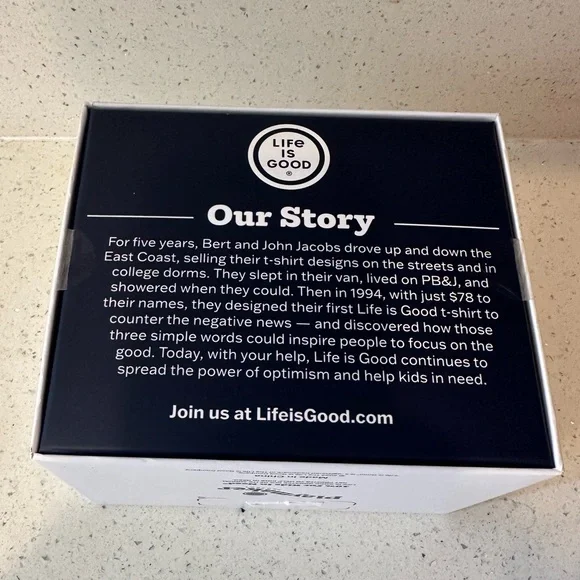 LIFE
IS
GOOD
®
Our Story
For five years, Bert and John Jacobs drove up and down the
East Coast, selling their t-shirt designs on the streets and in
college dorms. They slept in their van, lived on PB&J, and
showered when they could. Then in 1994, with just $78 to
their names, they designed their first Life is Good t-shirt to
counter the negative news — and discovered how those
three simple words could inspire people to focus on the
good. Today, with your help, Life is Good continues to
spread the power of optimism and help kids in need.
Join us at LifeisGood.com
Made in China